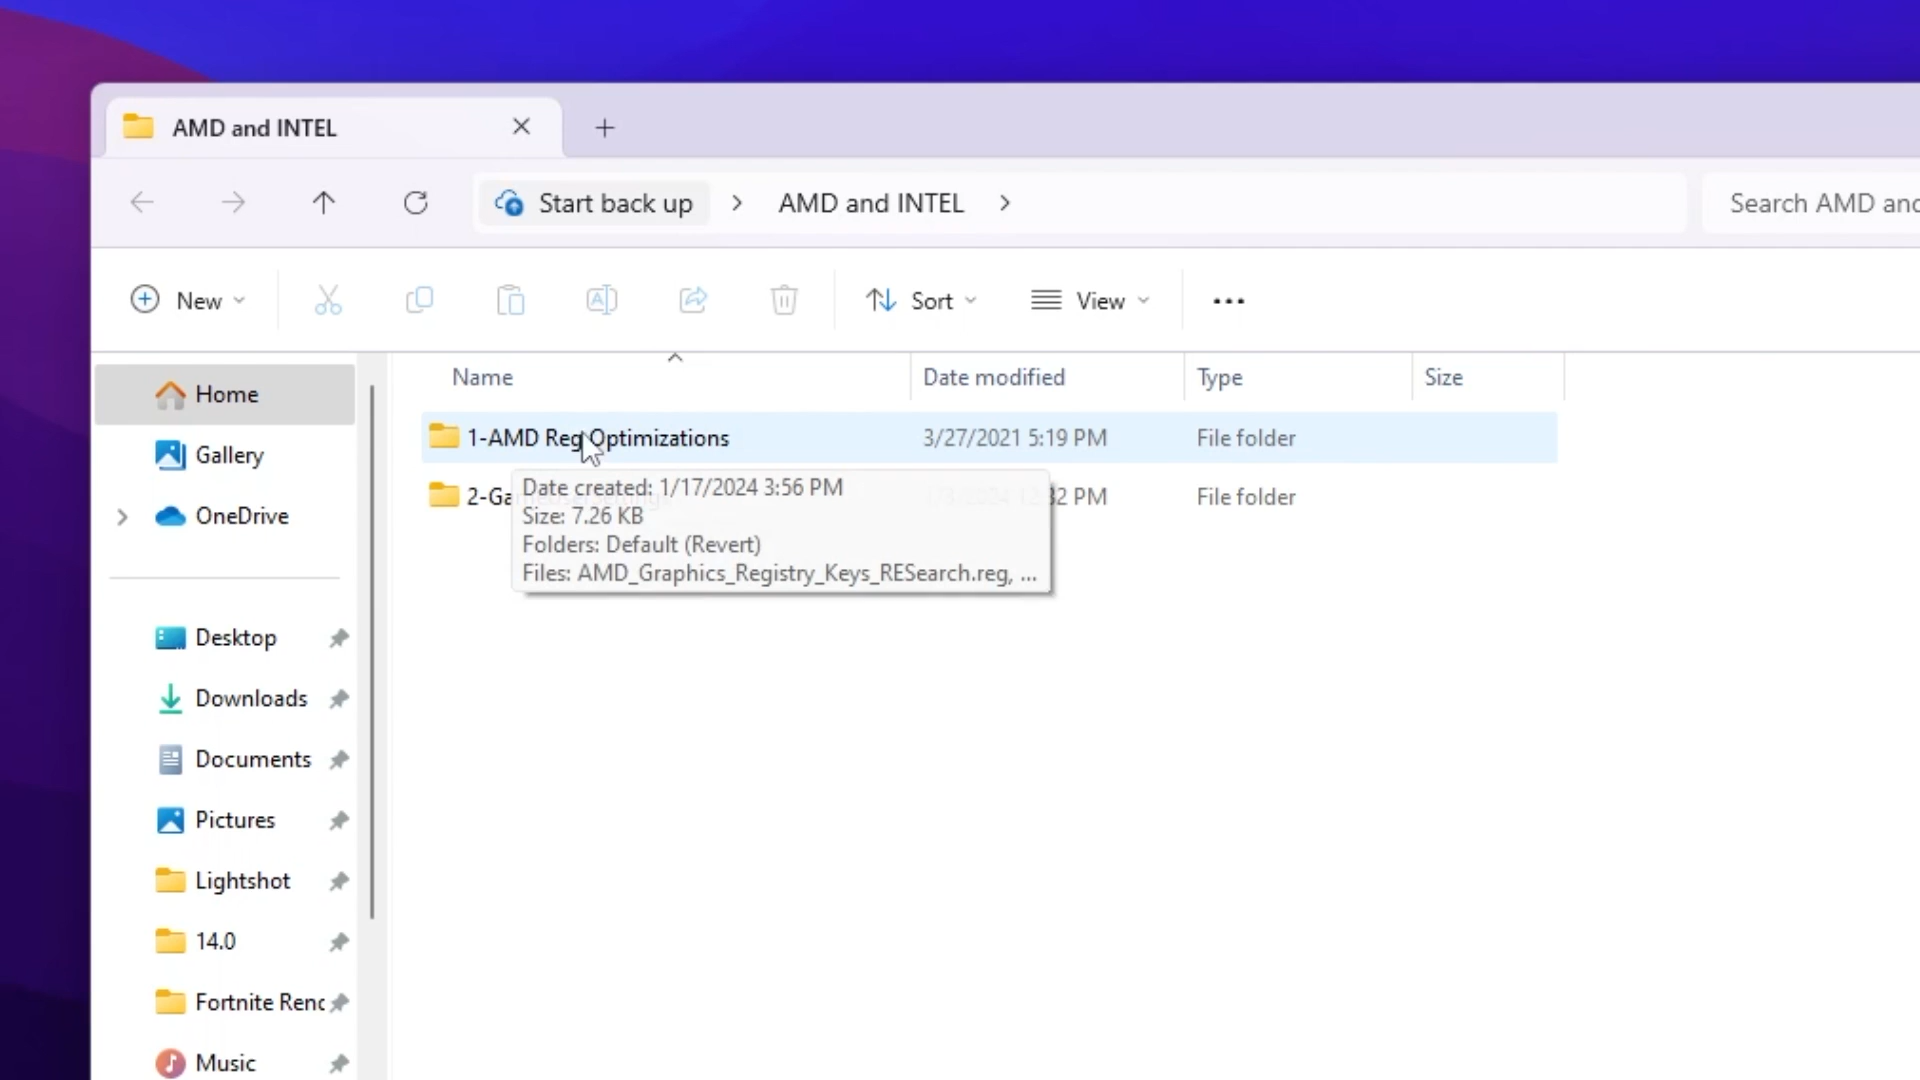 AMD and INTEL
Start back up > AMD and INTEL >
Search AMD and
New
Sort
View
Name
Date modified
Type
Size
1-AMD Reg Optimizations
3/27/2021 5:19 PM
File folder
2-Ga
32 PM
File folder
Date created: 1/17/2024 3:56 PM
Size: 7.26 KB
Folders: Default (Revert)
Files: AMD_Graphics_Registry_Keys_RESearch.reg, ...
Home
Gallery
OneDrive
Desktop
Downloads
Documents
Pictures
Lightshot
14.0
Fortnite Renc
Music